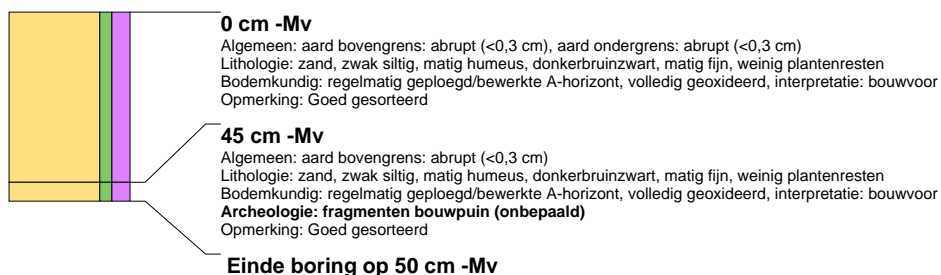 0 cm -Mv
Algemeen: aard bovengrens: abrupt (<0,3 cm), aard ondergrens: abrupt (<0,3 cm)
Lithologie: zand, zwak siltig, matig humeus, donkerbruinzwart, matig fijn, weinig plantenresten
Bodemkundig: regelmatig geploegd/bewerkte A-horizont, volledig geoxideerd, interpretatie: bouwvoor
Opmerking: Goed gesorteerd
45 cm -Mv
Algemeen: aard bovengrens: abrupt (<0,3 cm)
Lithologie: zand, zwak siltig, matig humeus, donkerbruinzwart, matig fijn, weinig plantenresten
Bodemkundig: regelmatig geploegd/bewerkte A-horizont, volledig geoxideerd, interpretatie: bouwvoor
Archeologie: fragmenten bouwpuin (onbepaald)
Opmerking: Goed gesorteerd
Einde boring op 50 cm -Mv